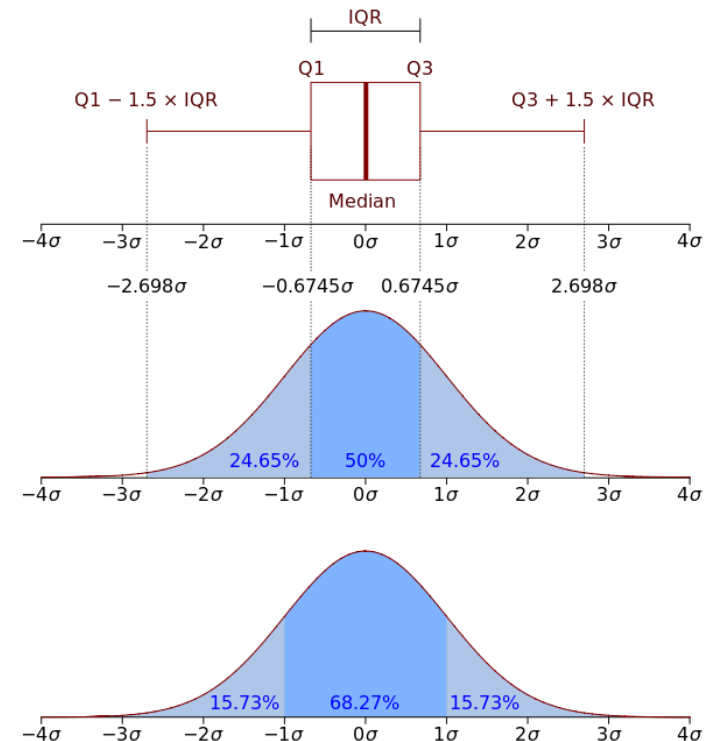 IQR
Q1 Q3
Q1 − 1.5 × IQR Q3 + 1.5 × IQR
Median
−4σ −3σ −2σ −1σ 0σ 1σ 2σ 3σ 4σ
−2.698σ −0.6745σ 0.6745σ 2.698σ
24.65% 50% 24.65%
−4σ −3σ −2σ −1σ 0σ 1σ 2σ 3σ 4σ
15.73% 68.27% 15.73%
−4σ −3σ −2σ −1σ 0σ 1σ 2σ 3σ 4σ